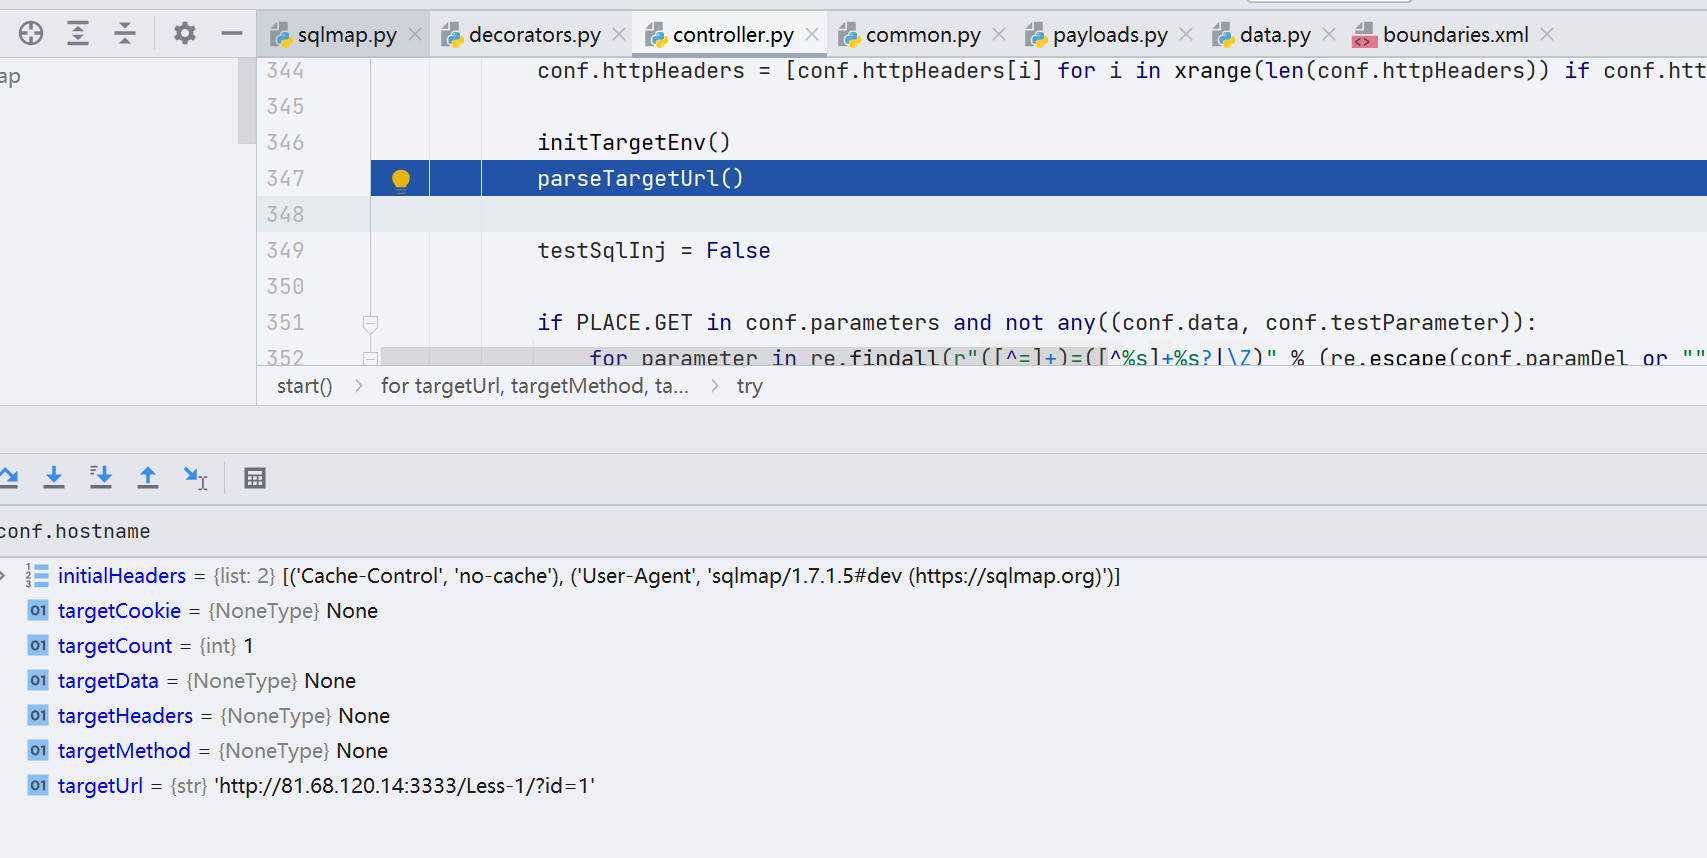 sqlmap.py decorators.py controller.py common.py payloads.py data.py boundaries.xml
ap
344 conf.httpHeaders = [conf.httpHeaders[i] for i in xrange(len(conf.httpHeaders)) if conf.htt
345
346 initTargetEnv()
347 parseTargetUrl()
348
349 testSqlInj = False
350
351 if PLACE.GET in conf.parameters and not any((conf.data, conf.testParameter)):
352 for parameter in re.findall(r"([^=]+)=([^%s]+%s?|\Z)" % (re.escape(conf.paramDel or ""
start() > for targetUrl, targetMethod, ta... > try
conf.hostname
initialHeaders = {list: 2} [('Cache-Control', 'no-cache'), ('User-Agent', 'sqlmap/1.7.1.5#dev (https://sqlmap.org)')]
01 targetCookie = {NoneType} None
01 targetCount = {int} 1
01 targetData = {NoneType} None
01 targetHeaders = {NoneType} None
01 targetMethod = {NoneType} None
01 targetUrl = {str} 'http://81.68.120.14:3333/Less-1/?id=1'